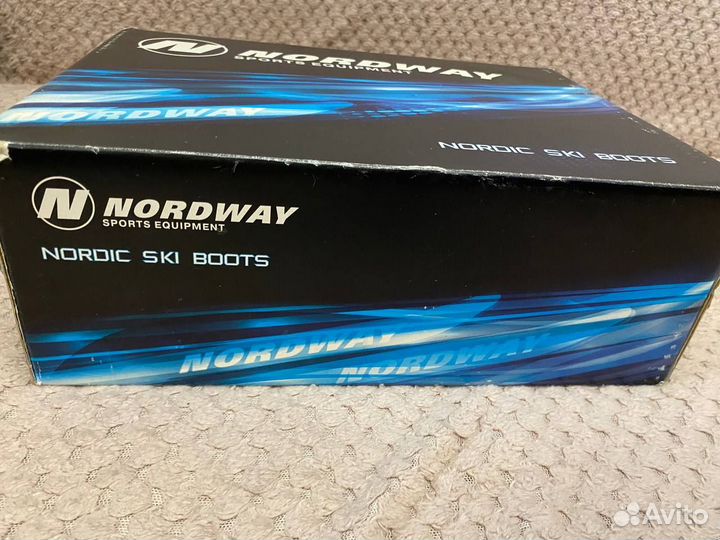 N NORDWAY
SPORTS EQUIPMENT
NORDWAY
NORDIC SKI BOOTS
N NORDWAY
SPORTS EQUIPMENT
NORDIC SKI BOOTS
NORDWAY
NORDWAY
Avito